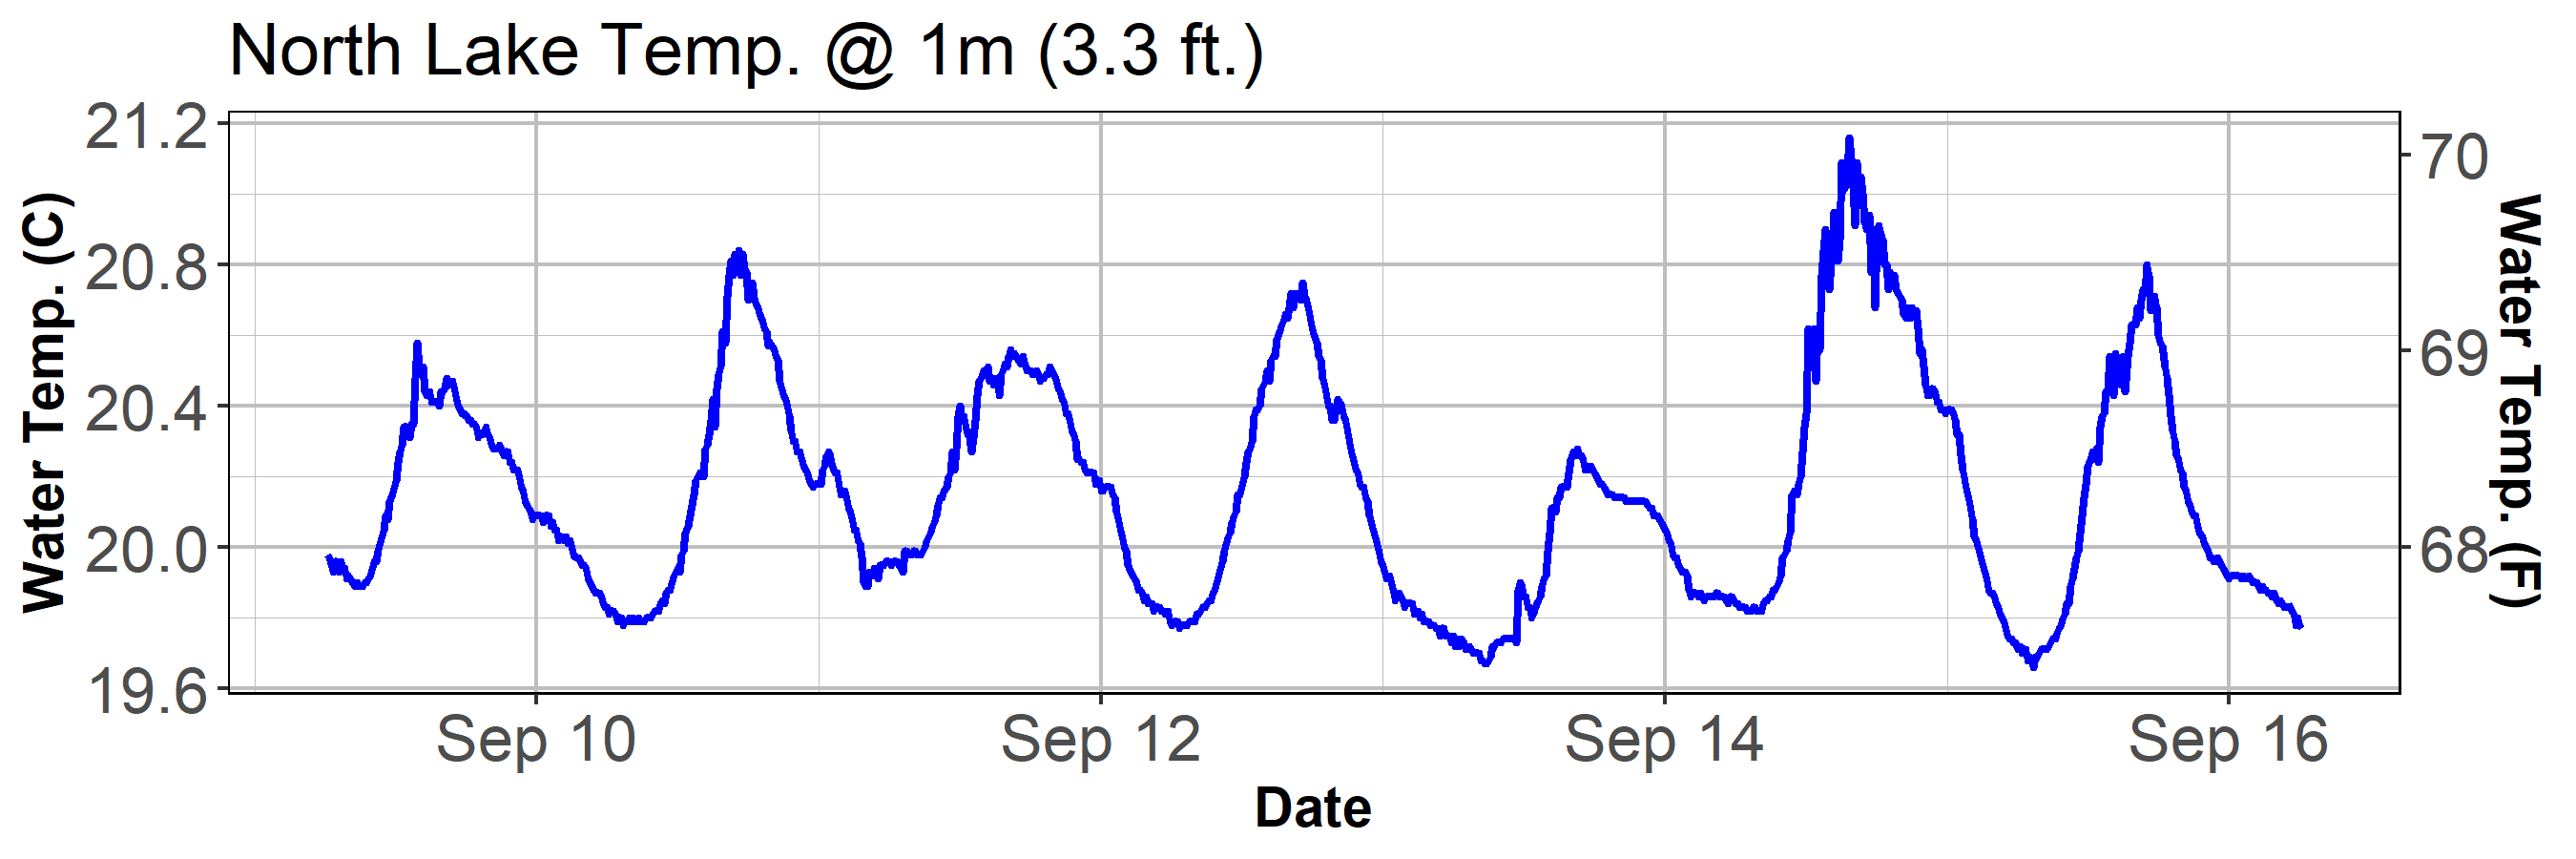 North Lake Temp. @ 1m (3.3 ft.)
Water Temp. (C)
21.2
20.8
20.4
20.0
19.6
70
69
68
Water Temp. (F)
Sep 10 Sep 12 Sep 14 Sep 16
Date